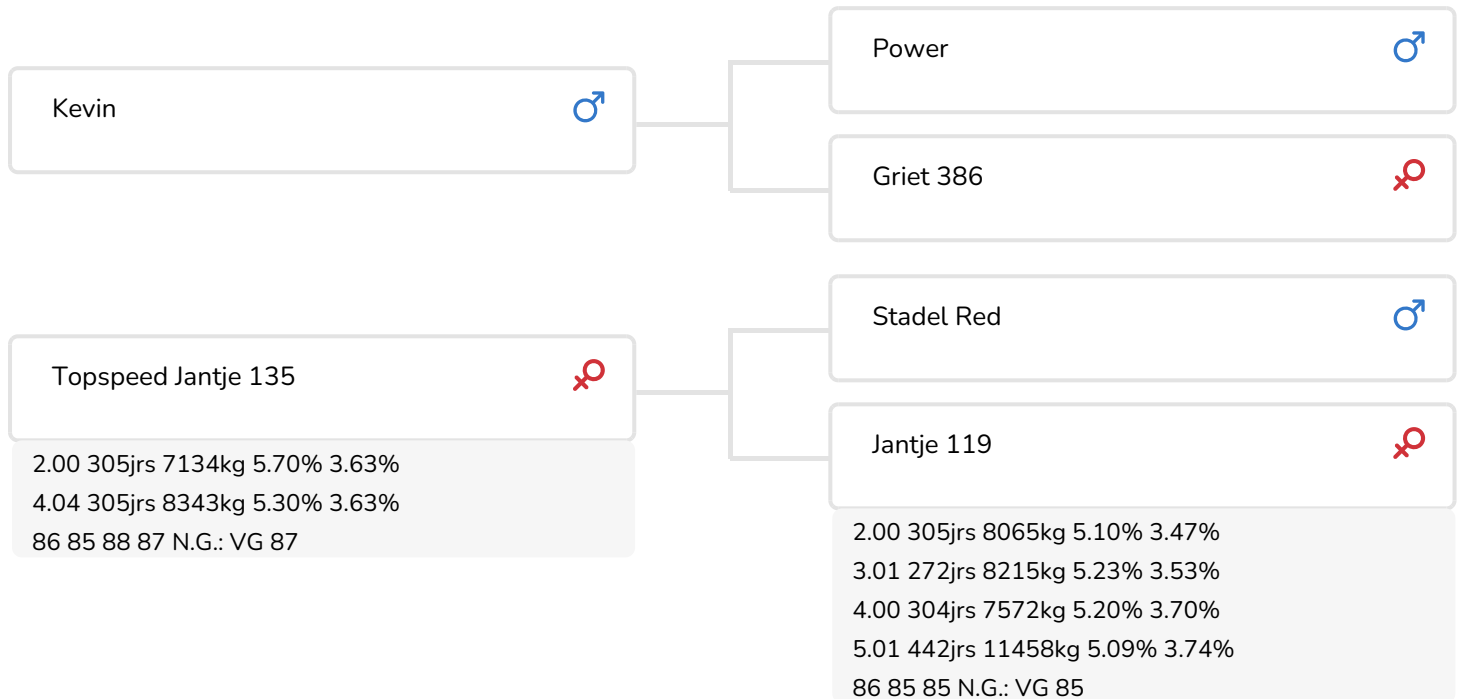 Kevin
Power
Griet 386
Topspeed Jantje 135
2.00 305jrs 7134kg 5.70% 3.63%
4.04 305jrs 8343kg 5.30% 3.63%
86 85 88 87 N.G.: VG 87
Stadel Red
Jantje 119
2.00 305jrs 8065kg 5.10% 3.47%
3.01 272jrs 8215kg 5.23% 3.53%
4.00 304jrs 7572kg 5.20% 3.70%
5.01 442jrs 11458kg 5.09% 3.74%
86 85 85 N.G.: VG 85